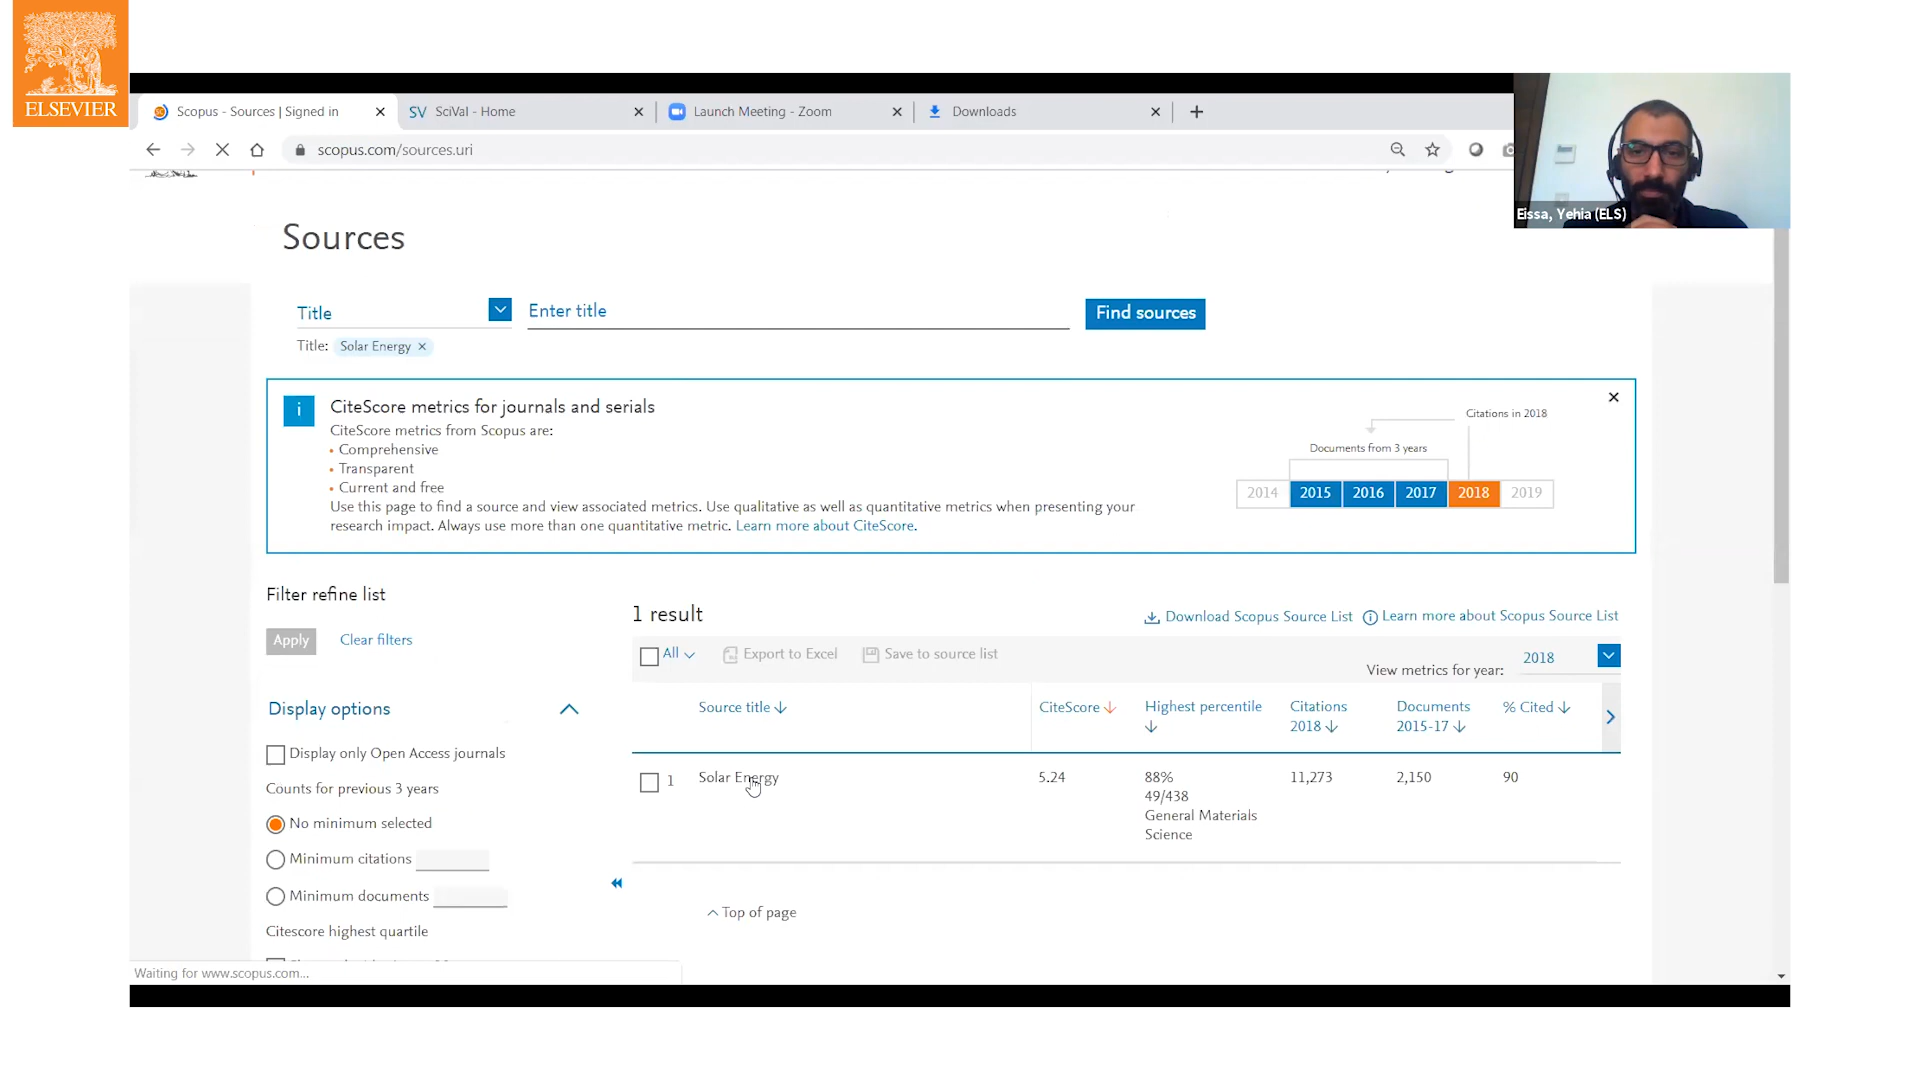 ELSEVIER
Scopus - Sources | Signed in
SV SciVal - Home
Launch Meeting - Zoom
Downloads
scopus.com/sources.uri
Eissa, Yehia (ELS)
Sources
Title
Enter title
Find sources
Title: Solar Energy
i
CiteScore metrics for journals and serials
CiteScore metrics from Scopus are:
• Comprehensive
• Transparent
• Current and free
Use this page to find a source and view associated metrics. Use qualitative as well as quantitative metrics when presenting your
research impact. Always use more than one quantitative metric. Learn more about CiteScore.
Citations in 2018
Documents from 3 years
2014 2015 2016 2017 2018 2019
Filter refine list
Apply Clear filters
Display options
Display only Open Access journals
Counts for previous 3 years
No minimum selected
Minimum citations
Minimum documents
Citescore highest quartile
1 result
Download Scopus Source List
Learn more about Scopus Source List
All
Export to Excel
Save to source list
View metrics for year: 2018
Source title
CiteScore
Highest percentile
Citations
2018
Documents
2015-17
% Cited
1
Solar Energy
5.24
88%
49/438
General Materials
Science
11,273
2,150
90
Top of page
Waiting for www.scopus.com...